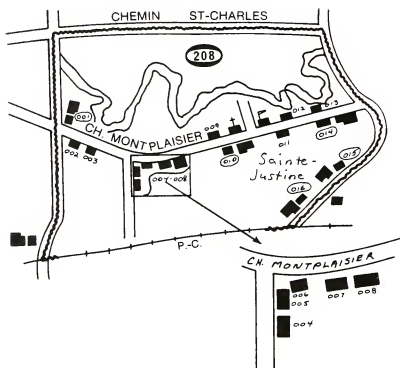 CHEMIN ST-CHARLES
208
001
CH. MONTPLAISIER
009
012
013
002 003
010
011
014
004-008
Sainte-
Justine
015
016
P.-C.
CH. MONTPLAISIER
006
005
007 008
004